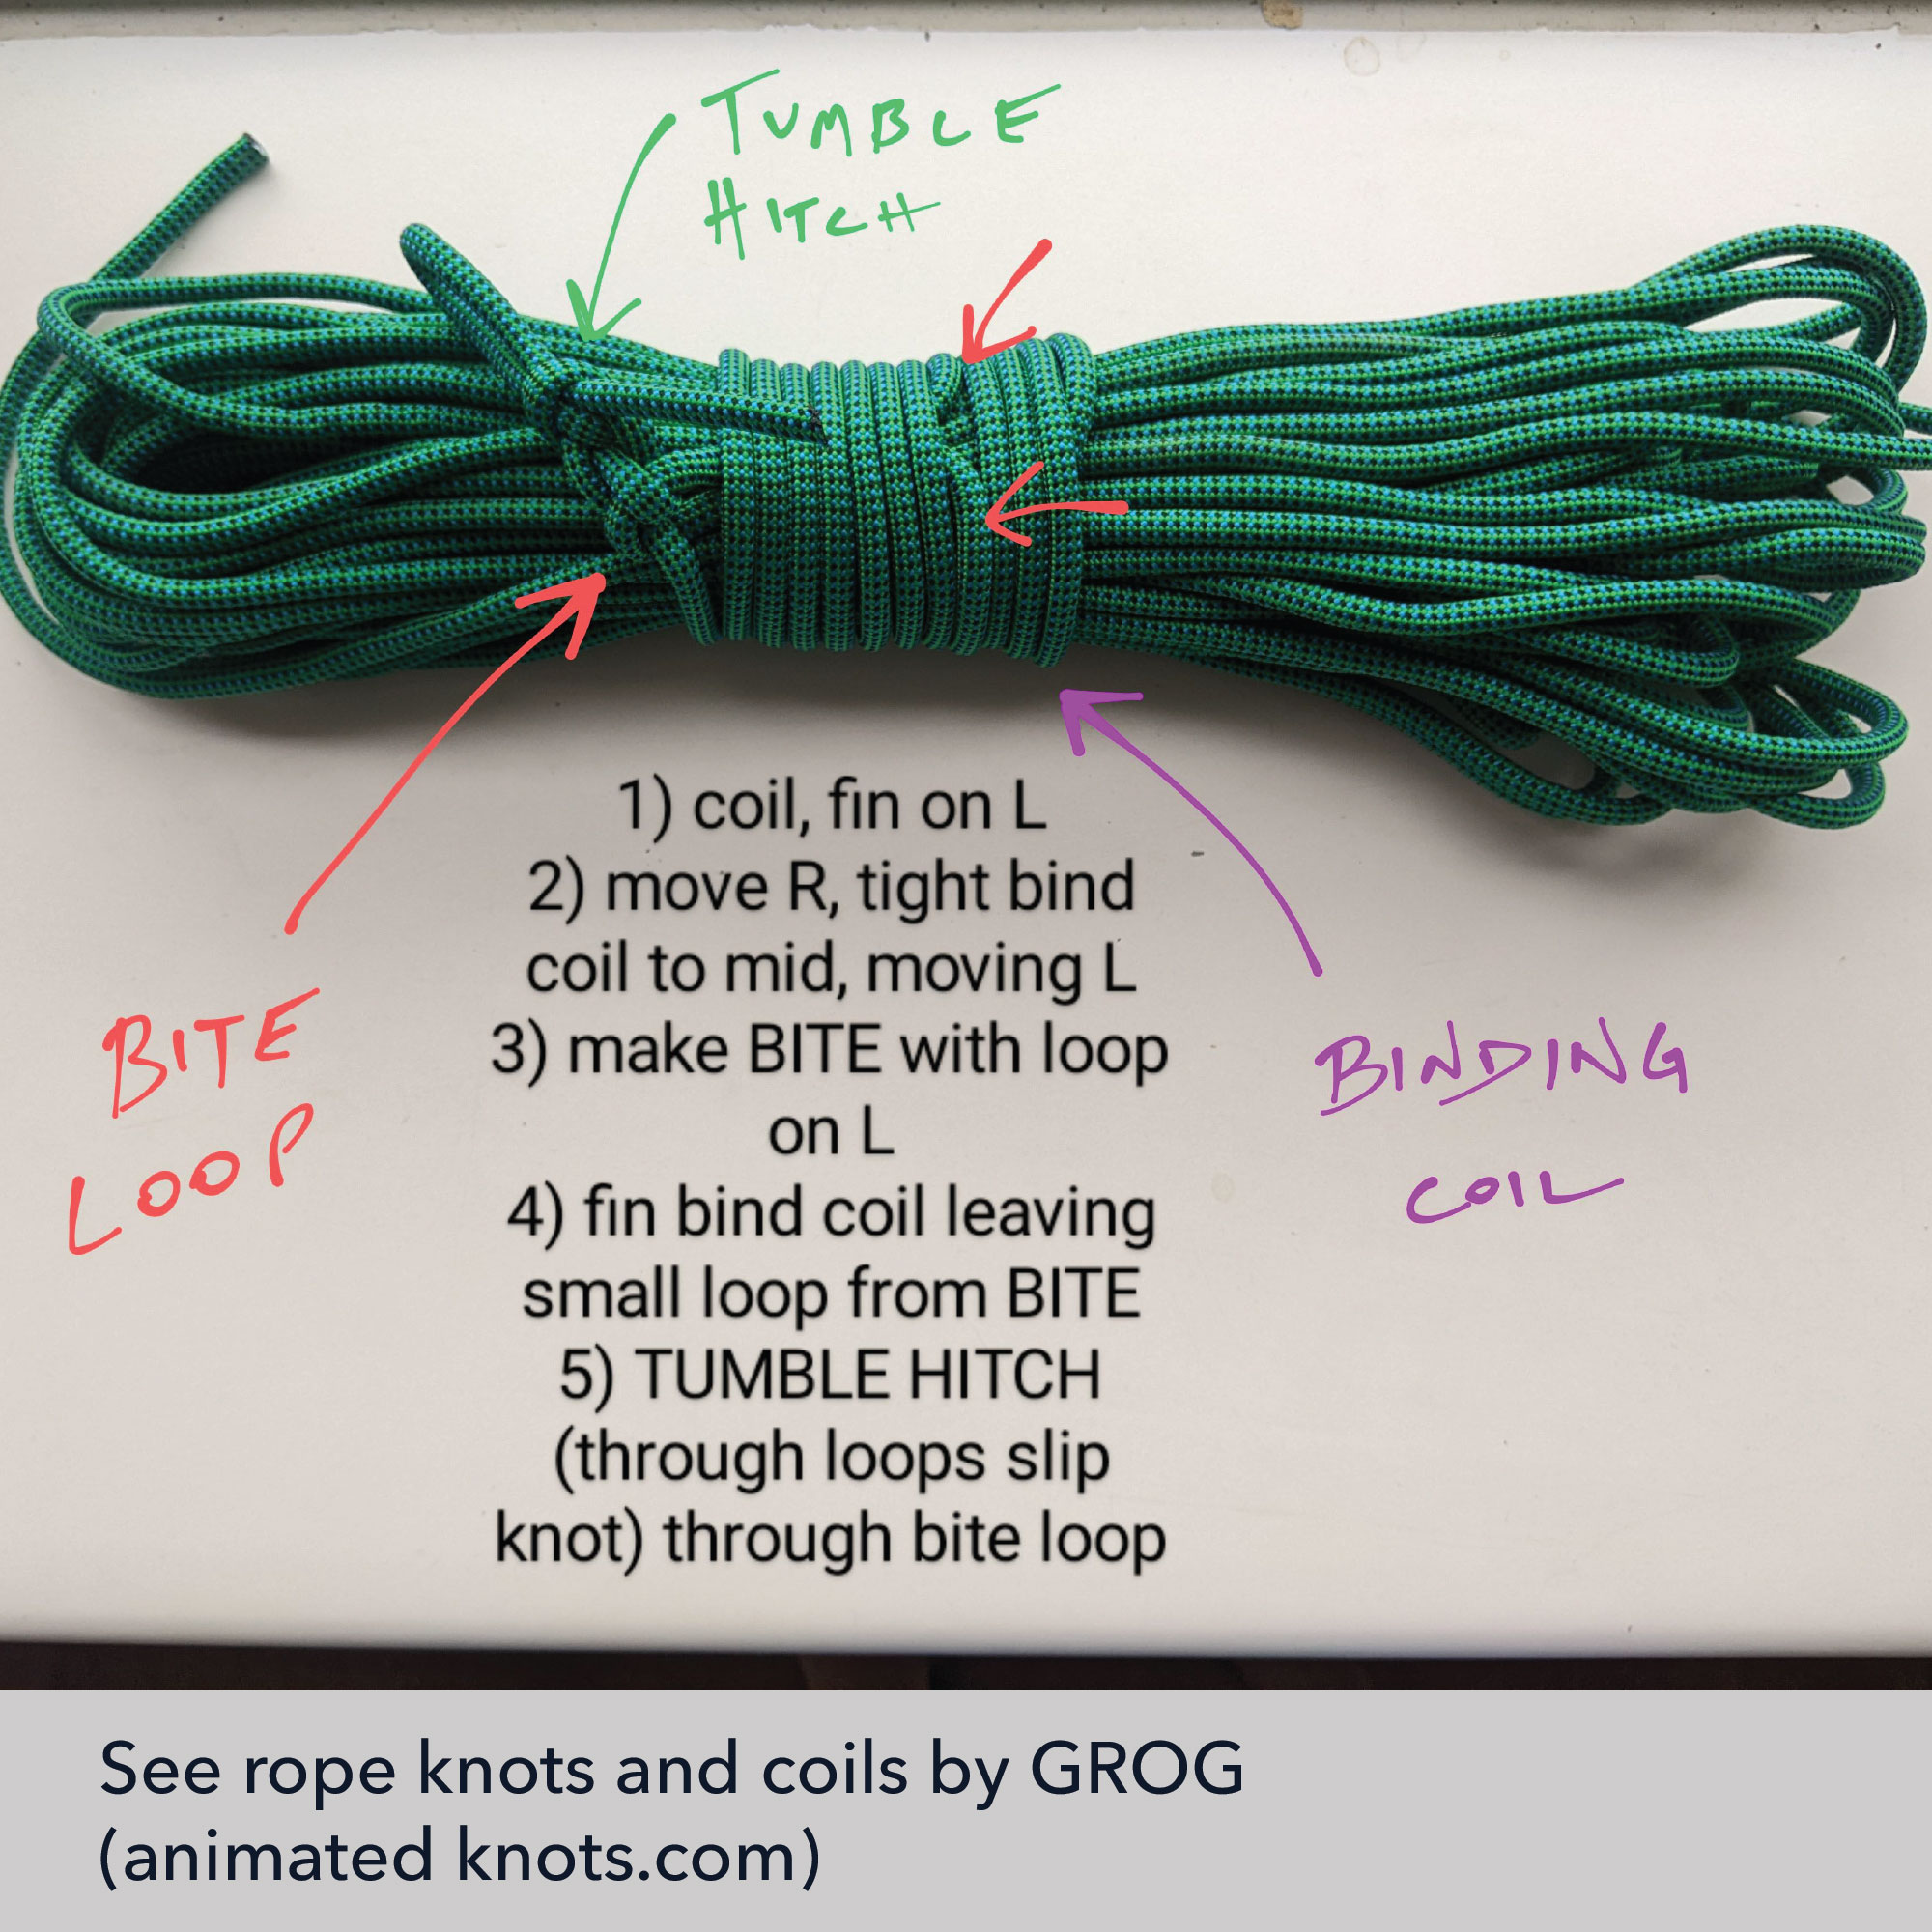 TUMBLE
HITCH
1) coil, fin on L
2) move R, tight bind
coil to mid, moving L
3) make BITE with loop
on L
4) fin bind coil leaving
small loop from BITE
5) TUMBLE HITCH
(through loops slip
knot) through bite loop
BITE
LOOP
BINDING
COIL
See rope knots and coils by GROG
(animated knots.com)